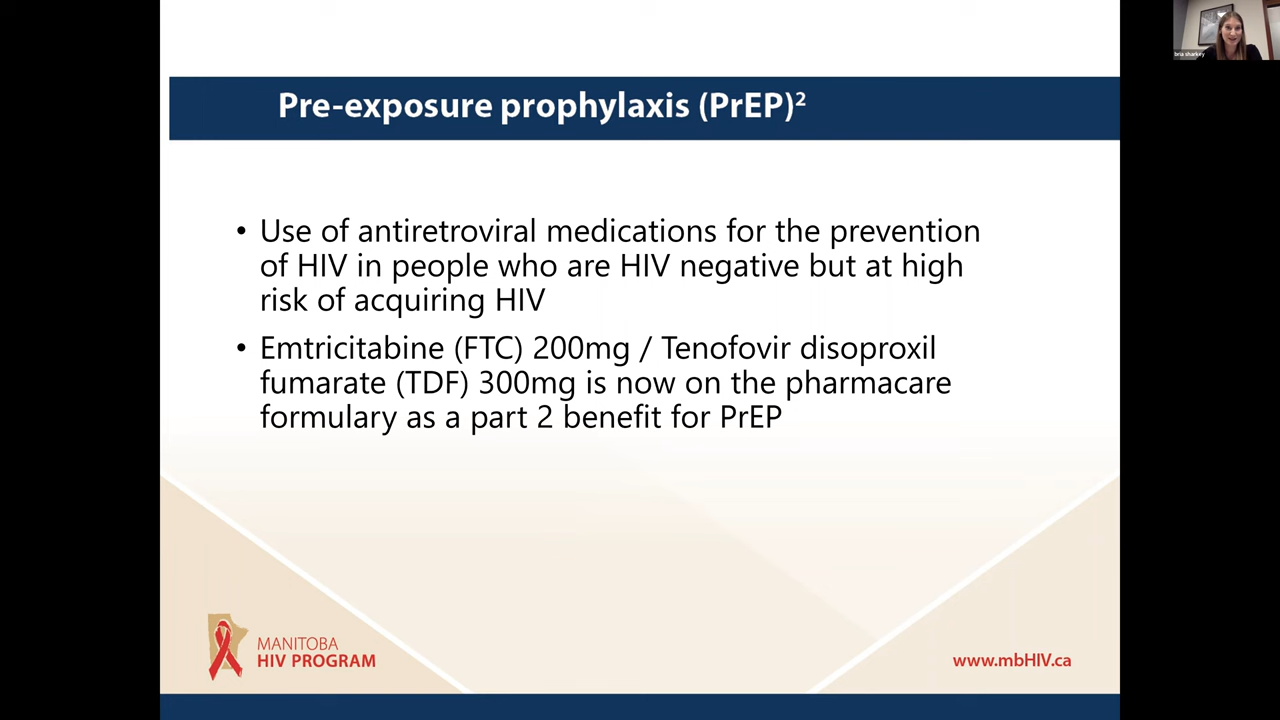 Pre-exposure prophylaxis (PrEP)²
• Use of antiretroviral medications for the prevention
of HIV in people who are HIV negative but at high
risk of acquiring HIV
• Emtricitabine (FTC) 200mg / Tenofovir disoproxil
fumarate (TDF) 300mg is now on the pharmacare
formulary as a part 2 benefit for PrEP
MANITOBA
HIV PROGRAM
www.mbHIV.ca
bria sharkey